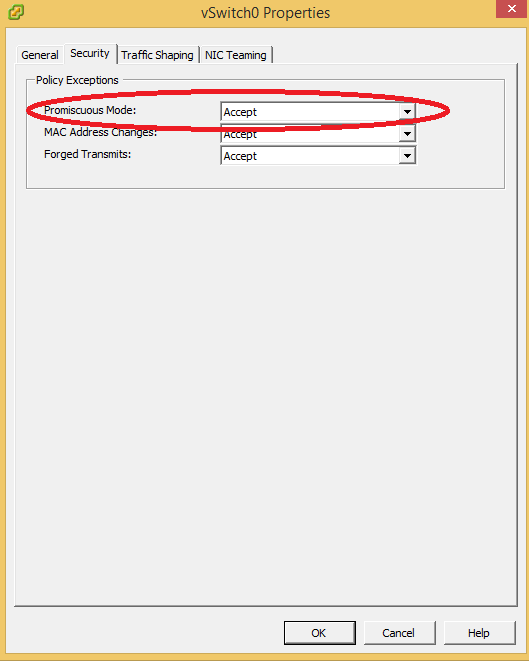 vSwitch0 Properties
General Security Traffic Shaping NIC Teaming
Policy Exceptions
Promiscuous Mode: Accept
MAC Address Changes: Accept
Forged Transmits: Accept
OK Cancel Help